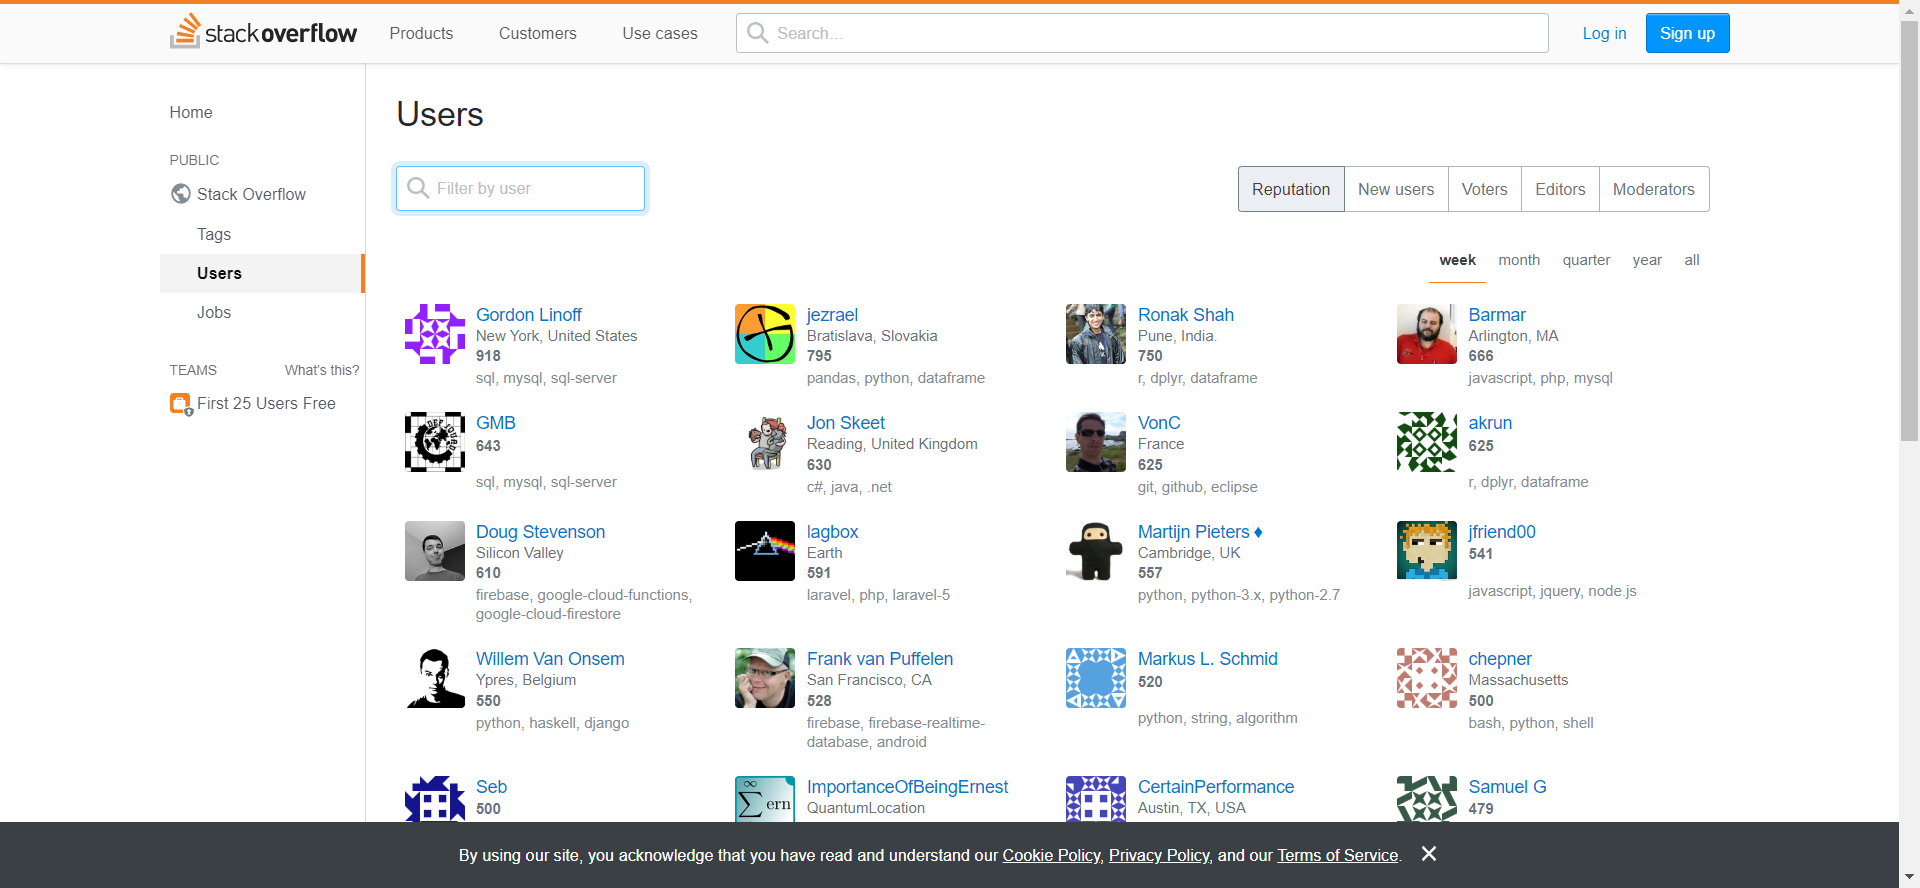 stackoverflow
Products
Customers
Use cases
Search...
Log in
Sign up
Home
PUBLIC
Stack Overflow
Tags
Users
Jobs
TEAMS
What's this?
First 25 Users Free
Users
Filter by user
Reputation
New users
Voters
Editors
Moderators
week
month
quarter
year
all
Gordon Linoff
New York, United States
918
sql, mysql, sql-server
jezrael
Bratislava, Slovakia
795
pandas, python, dataframe
Ronak Shah
Pune, India.
750
r, dplyr, dataframe
Barmar
Arlington, MA
666
javascript, php, mysql
GMB
643
sql, mysql, sql-server
Jon Skeet
Reading, United Kingdom
630
c#, java, .net
VonC
France
625
git, github, eclipse
akrun
625
r, dplyr, dataframe
Doug Stevenson
Silicon Valley
610
firebase, google-cloud-functions,
google-cloud-firestore
lagbox
Earth
591
laravel, php, laravel-5
Martijn Pieters ♦
Cambridge, UK
557
python, python-3.x, python-2.7
jfriend00
541
javascript, jquery, node.js
Willem Van Onsem
Ypres, Belgium
550
python, haskell, django
Frank van Puffelen
San Francisco, CA
528
firebase, firebase-realtime-
database, android
Markus L. Schmid
520
python, string, algorithm
chepner
Massachusetts
500
bash, python, shell
Seb
500
∞
∑ ern
ImportanceOfBeingErnest
QuantumLocation
CertainPerformance
Austin, TX, USA
Samuel G
479
By using our site, you acknowledge that you have read and understand our Cookie Policy, Privacy Policy, and our Terms of Service.